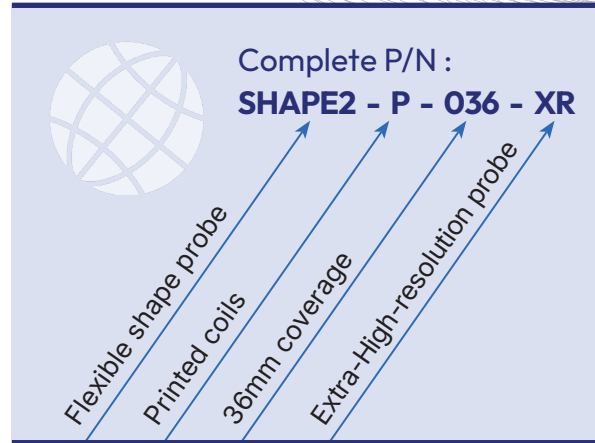 Complete P/N :
SHAPE2 - P - 036 - XR
Flexible shape probe
Printed coils
36mm coverage
Extra-High-resolution probe